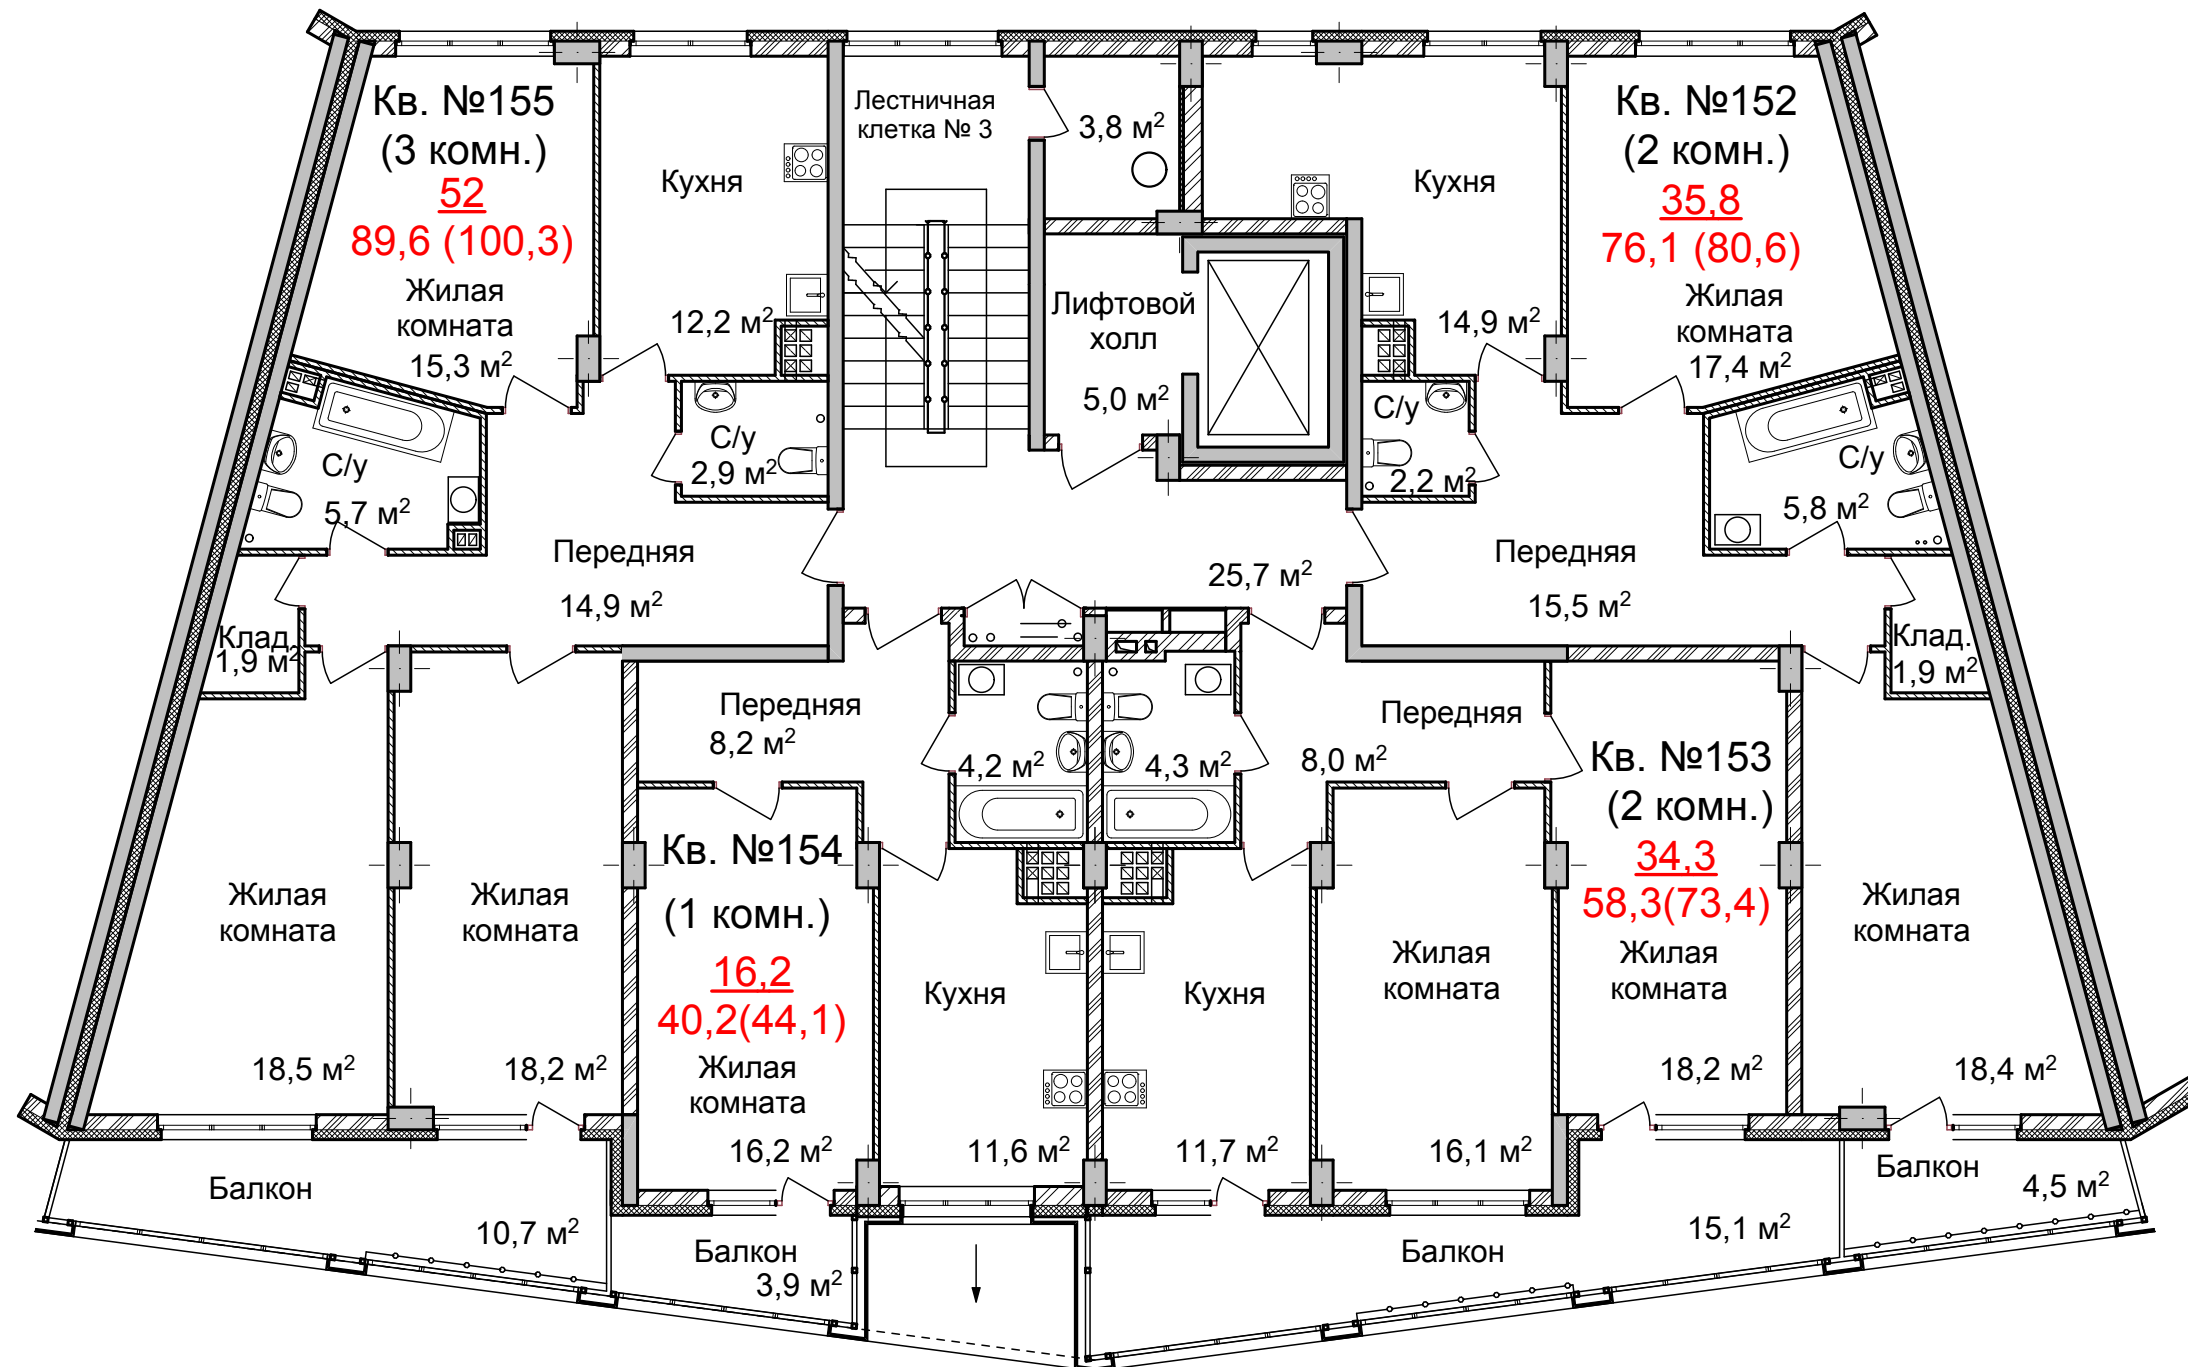 Кв. №155
(3 комн.)
52
89,6 (100,3)
Жилая
комната
15,3 м²
Кухня
12,2 м²
Лестничная
клетка № 3
3,8 м²
Лифтовой
холл
5,0 м²
Кухня
14,9 м²
Кв. №152
(2 комн.)
35,8
76,1 (80,6)
Жилая
комната
17,4 м²
С/у
5,7 м²
С/у
2,9 м²
С/у
2,2 м²
С/у
5,8 м²
Передняя
14,9 м²
25,7 м²
Передняя
15,5 м²
Клад.
1,9 м²
Клад.
1,9 м²
Передняя
8,2 м²
4,2 м²
4,3 м²
Передняя
8,0 м²
Кв. №153
(2 комн.)
34,3
58,3(73,4)
Жилая
комната
18,2 м²
Кв. №154
(1 комн.)
16,2
40,2(44,1)
Жилая
комната
16,2 м²
Жилая
комната
18,5 м²
Жилая
комната
18,2 м²
Кухня
11,6 м²
Кухня
11,7 м²
Жилая
комната
16,1 м²
Жилая
комната
18,4 м²
Балкон
10,7 м²
Балкон
3,9 м²
Балкон
15,1 м²
Балкон
4,5 м²